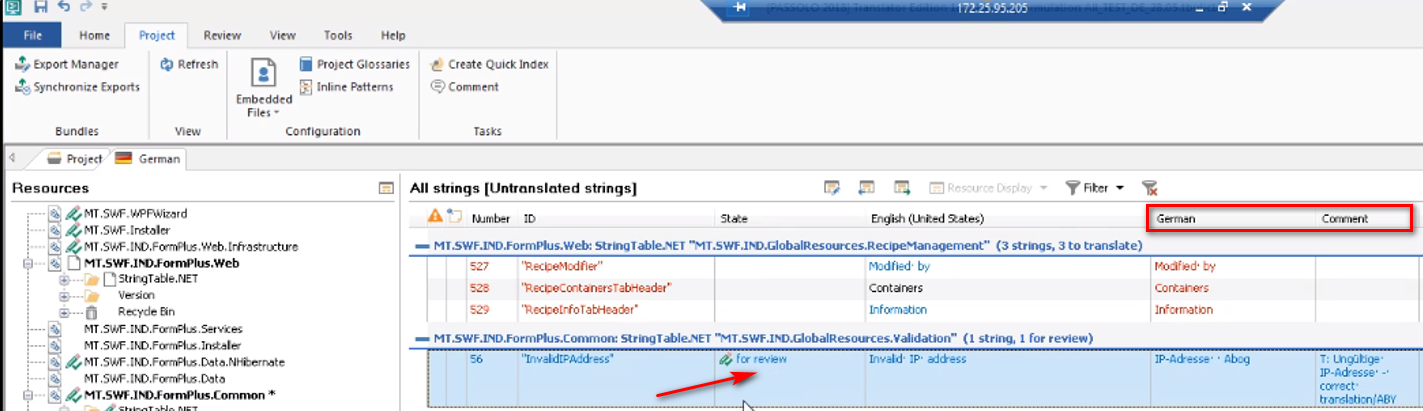 172.25.95.205
File Home Project Review View Tools Help
Export Manager
Synchronize Exports
Bundles
Refresh
View
Embedded
Files
Project Glossaries
Inline Patterns
Configuration
Create Quick Index
Comment
Tasks
Project German
Resources
MT.SWF.WPFWizard
MT.SWF.Installer
MT.SWF.IND.FormPlus.Web.Infrastructure
MT.SWF.IND.FormPlus.Web
StringTable.NET
Version
Recycle Bin
MT.SWF.IND.FormPlus.Services
MT.SWF.IND.FormPlus.Installer
MT.SWF.IND.FormPlus.Data.NHibernate
MT.SWF.IND.FormPlus.Data
MT.SWF.IND.FormPlus.Common *
StringTable.NET
All strings [Untranslated strings]
Resource Display Filter
Number ID State English (United States) German Comment
MT.SWF.IND.FormPlus.Web: StringTable.NET "MT.SWF.IND.GlobalResources.RecipeManagement" (3 strings, 3 to translate)
527 "RecipeModifier" Modified· by Modified· by
528 "RecipeContainersTabHeader" Containers Containers
529 "RecipeInfoTabHeader" Information Information
MT.SWF.IND.FormPlus.Common: StringTable.NET "MT.SWF.IND.GlobalResources.Validation" (1 string, 1 for review)
56 "InvalidIPAddress" for review Invalid· IP· address IP-Adresse· · Abog T: Ungültige·
IP-Adresse· -·
correct·
translation/ABY